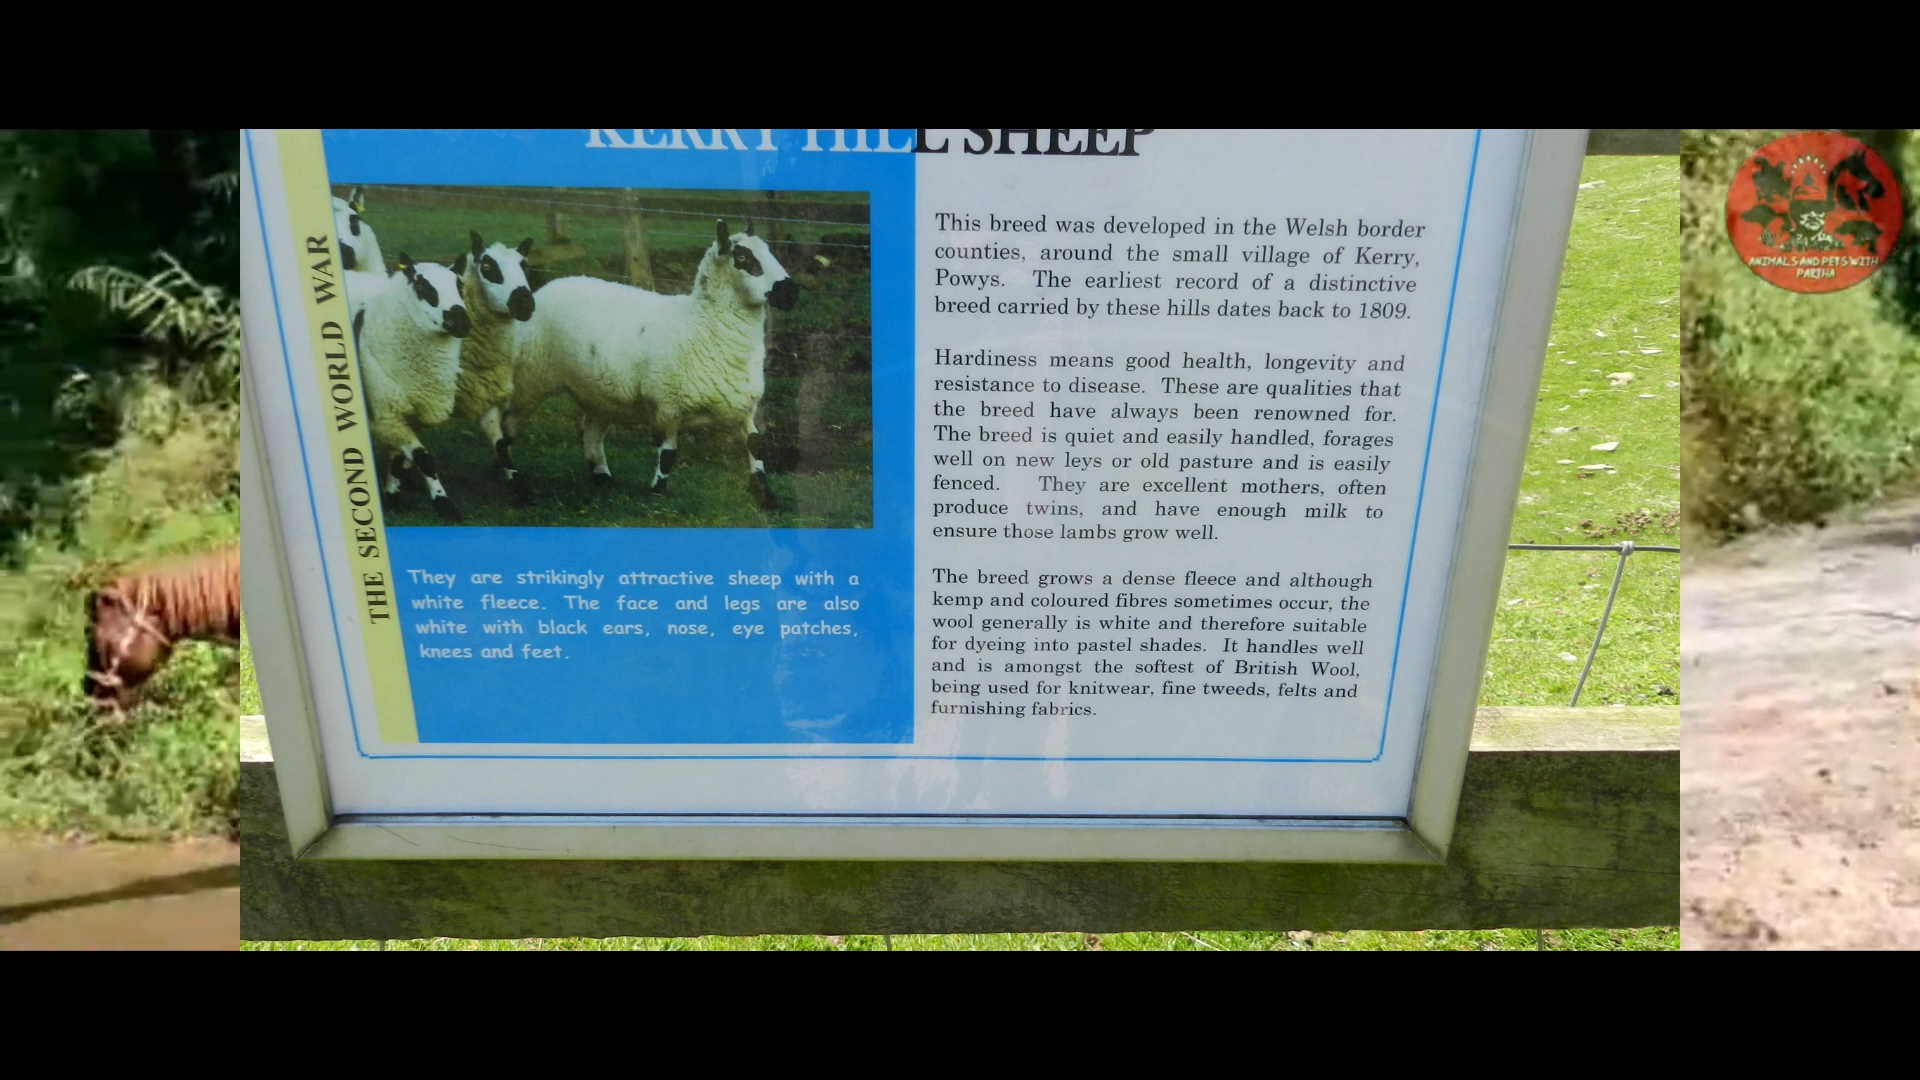 KERRY HILL SHEEP
THE SECOND WORLD WAR
They are strikingly attractive sheep with a
white fleece. The face and legs are also
white with black ears, nose, eye patches,
knees and feet.
This breed was developed in the Welsh border
counties, around the small village of Kerry,
Powys. The earliest record of a distinctive
breed carried by these hills dates back to 1809.
Hardiness means good health, longevity and
resistance to disease. These are qualities that
the breed have always been renowned for.
The breed is quiet and easily handled, forages
well on new leys or old pasture and is easily
fenced. They are excellent mothers, often
produce twins, and have enough milk to
ensure those lambs grow well.
The breed grows a dense fleece and although
kemp and coloured fibres sometimes occur, the
wool generally is white and therefore suitable
for dyeing into pastel shades. It handles well
and is amongst the softest of British Wool,
being used for knitwear, fine tweeds, felts and
furnishing fabrics.
ANIMALS AND PETS WITH
PARTHA